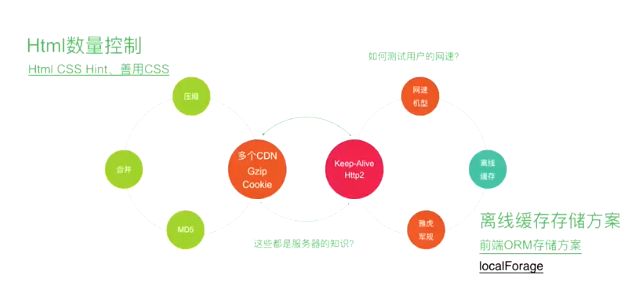 Html数量控制
Html CSS Hint、善用CSS
如何测试用户的网速?
压缩
网速
机型
合并
多个CDN
Gzip
Cookie
Keep-Alive
Http2
离线
缓存
MD5
雅虎
军规
这些都是服务器的知识?
离线缓存存储方案
前端ORM存储方案
localForage